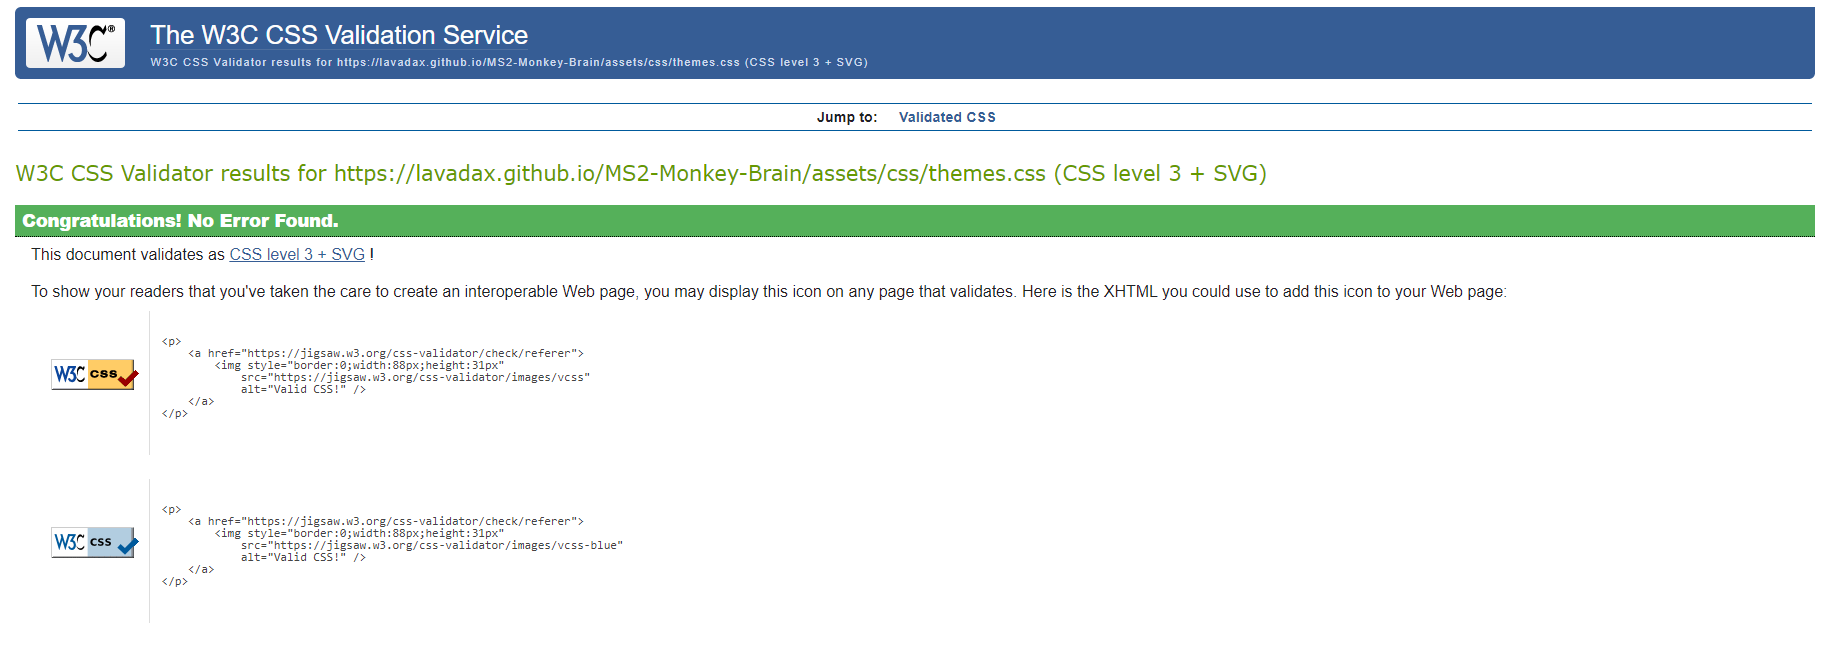 W3C®
The W3C CSS Validation Service
W3C CSS Validator results for https://lavadax.github.io/MS2-Monkey-Brain/assets/css/themes.css (CSS level 3 + SVG)
Jump to: Validated CSS
W3C CSS Validator results for https://lavadax.github.io/MS2-Monkey-Brain/assets/css/themes.css (CSS level 3 + SVG)
Congratulations! No Error Found.
This document validates as CSS level 3 + SVG !
To show your readers that you've taken the care to create an interoperable Web page, you may display this icon on any page that validates. Here is the XHTML you could use to add this icon to your Web page:
W3C css
<p>
    <a href="https://jigsaw.w3.org/css-validator/check/referer">
        <img style="border:0;width:88px;height:31px"
            src="https://jigsaw.w3.org/css-validator/images/vcss"
            alt="Valid CSS!" />
    </a>
</p>
W3C css
<p>
    <a href="https://jigsaw.w3.org/css-validator/check/referer">
        <img style="border:0;width:88px;height:31px"
            src="https://jigsaw.w3.org/css-validator/images/vcss-blue"
            alt="Valid CSS!" />
    </a>
</p>